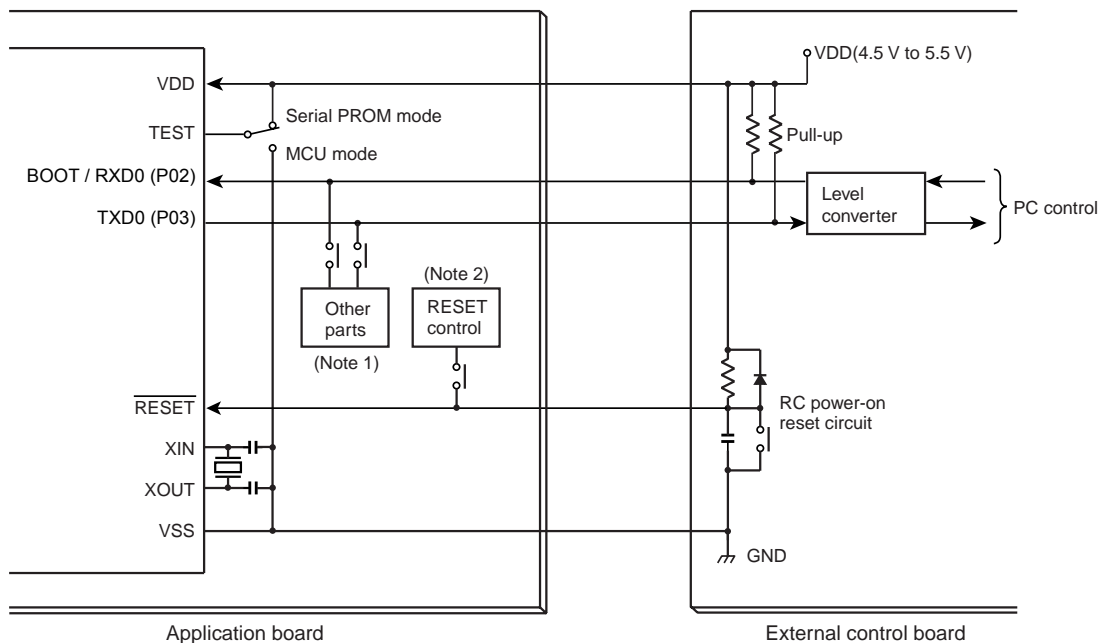 VDD(4.5 V to 5.5 V)
VDD
Serial PROM mode
TEST
Pull-up
MCU mode
BOOT / RXD0 (P02)
Level
converter
PC control
TXD0 (P03)
(Note 2)
Other
parts
RESET
control
(Note 1)
RESET
RC power-on
reset circuit
XIN
XOUT
VSS
GND
Application board
External control board